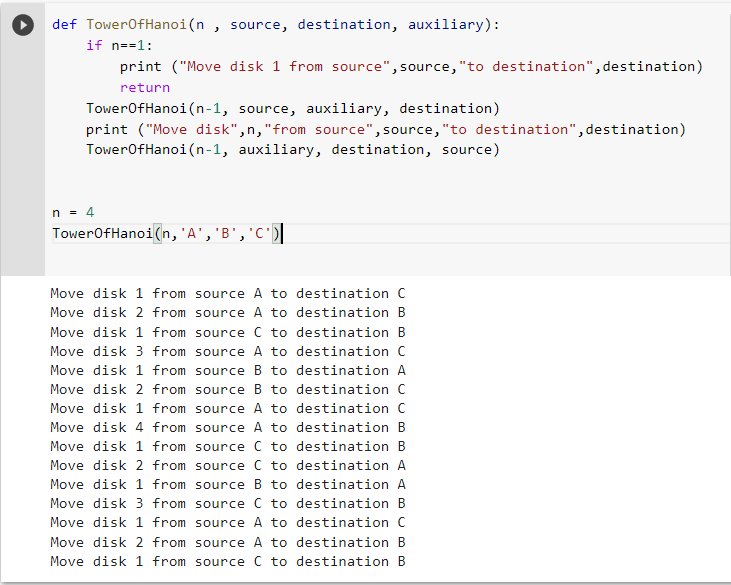 def TowerOfHanoi(n , source, destination, auxiliary):
    if n==1:
        print ("Move disk 1 from source",source,"to destination",destination)
        return
    TowerOfHanoi(n-1, source, auxiliary, destination)
    print ("Move disk",n,"from source",source,"to destination",destination)
    TowerOfHanoi(n-1, auxiliary, destination, source)
n = 4
TowerOfHanoi(n,'A','B','C')
Move disk 1 from source A to destination C
Move disk 2 from source A to destination B
Move disk 1 from source C to destination B
Move disk 3 from source A to destination C
Move disk 1 from source B to destination A
Move disk 2 from source B to destination C
Move disk 1 from source A to destination C
Move disk 4 from source A to destination B
Move disk 1 from source C to destination B
Move disk 2 from source C to destination A
Move disk 1 from source B to destination A
Move disk 3 from source C to destination B
Move disk 1 from source A to destination C
Move disk 2 from source A to destination B
Move disk 1 from source C to destination B